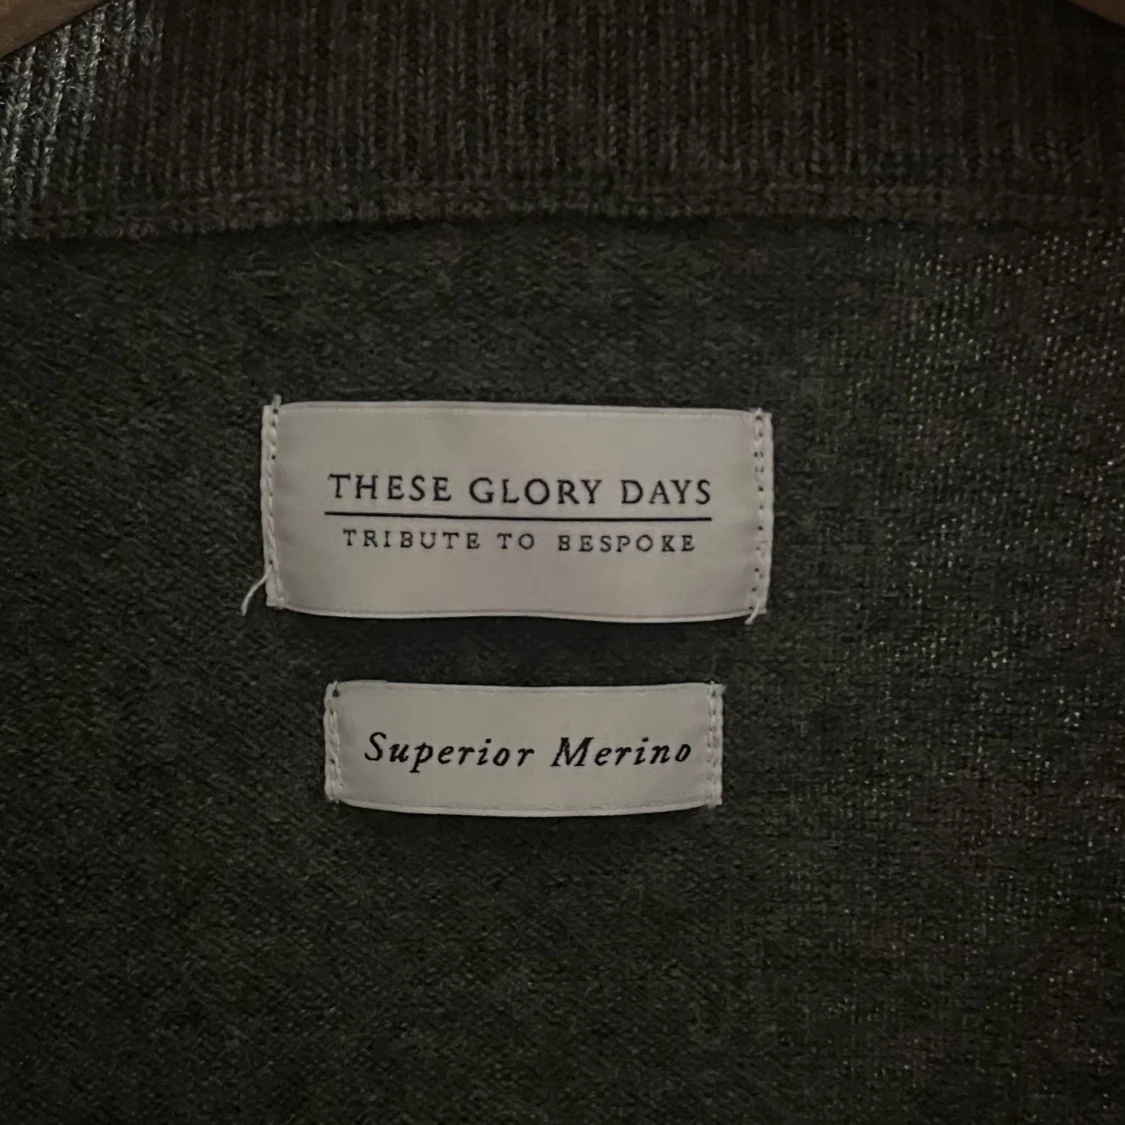 THESE GLORY DAYS
TRIBUTE TO BESPOKE
Superior Merino